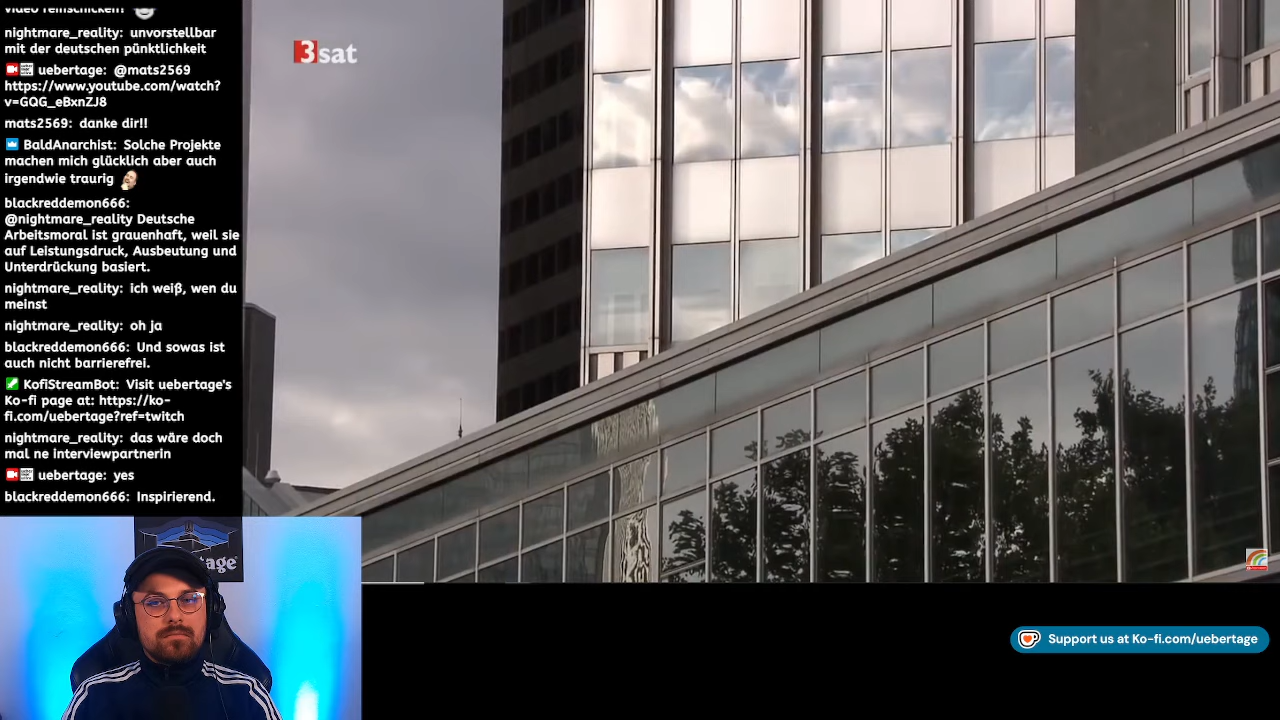 video reinschicken!
nightmare_reality: unvorstellbar
mit der deutschen pünktlichkeit
uebertage: @mats2569
https://www.youtube.com/watch?
v=GQG_eBxnZJ8
mats2569: danke dir!!
BaldAnarchist: Solche Projekte
machen mich glücklich aber auch
irgendwie traurig
blackreddemon666:
@nightmare_reality Deutsche
Arbeitsmoral ist grauenhaft, weil sie
auf Leistungsdruck, Ausbeutung und
Unterdrückung basiert.
nightmare_reality: ich weiß, wen du
meinst
nightmare_reality: oh ja
blackreddemon666: Und sowas ist
auch nicht barrierefrei.
KofiStreamBot: Visit uebertage's
Ko-fi page at: https://ko-
fi.com/uebertage?ref=twitch
nightmare_reality: das wäre doch
mal ne interviewpartnerin
uebertage: yes
blackreddemon666: Inspirierend.
3sat
Support us at Ko-fi.com/uebertage